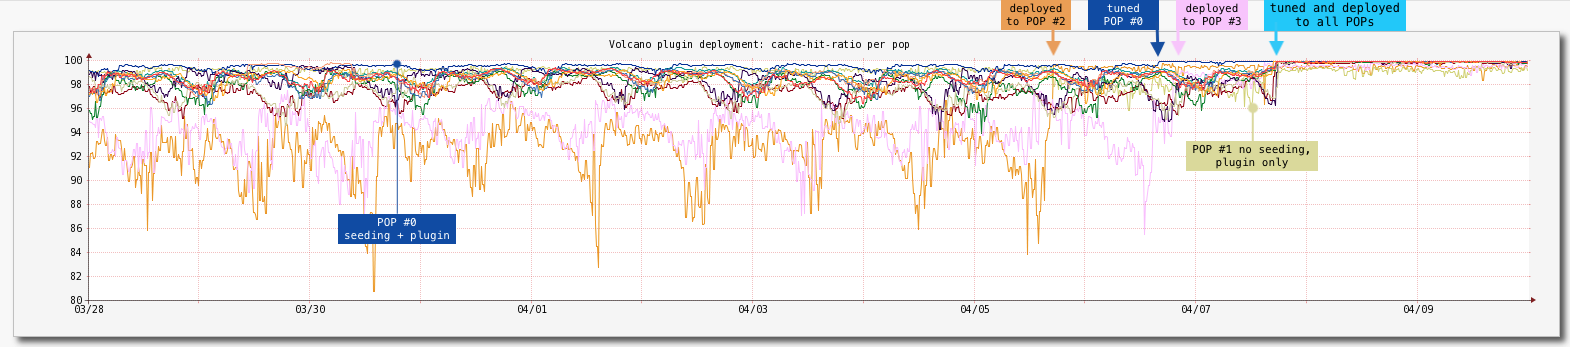 deployed
to POP #2
tuned
POP #0
deployed
to POP #3
tuned and deployed
to all POPs
Volcano plugin deployment: cache-hit-ratio per pop
100
98
96
94
92
90
88
86
84
82
80
POP #1 no seeding,
plugin only
POP #0
seeding + plugin
03/28
03/30
04/01
04/03
04/05
04/07
04/09